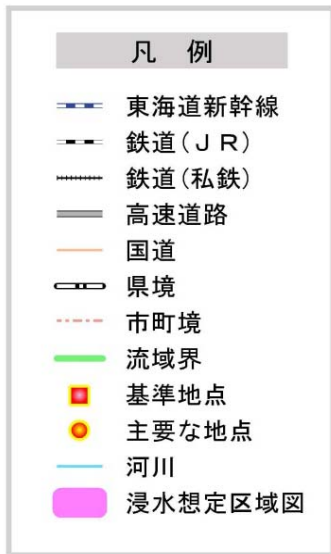 凡 例
東海道新幹線
鉄道(ＪＲ)
鉄道(私鉄)
高速道路
国道
県境
市町境
流域界
基準地点
主要な地点
河川
浸水想定区域図